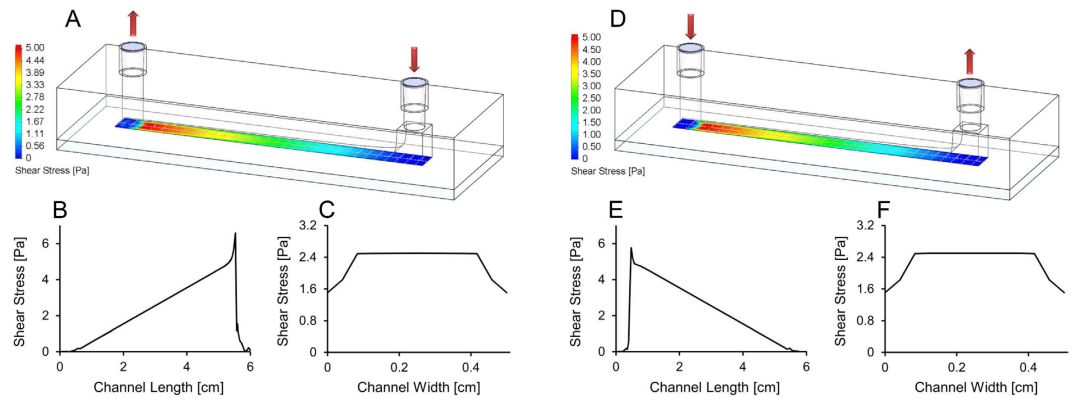 A
5.00
4.44
3.89
3.33
2.78
2.22
1.67
1.11
0.56
0
Shear Stress [Pa]
D
5.00
4.50
4.00
3.50
3.00
2.50
2.00
1.50
1.00
0.50
0
Shear Stress [Pa]
B
Shear Stress [Pa]
6
4
2
0
0 2 4 6
Channel Length [cm]
C
Shear Stress [Pa]
3.2
2.4
1.6
0.8
0
0 0.2 0.4
Channel Width [cm]
E
Shear Stress [Pa]
6
4
2
0
0 2 4 6
Channel Length [cm]
F
Shear Stress [Pa]
3.2
2.4
1.6
0.8
0
0 0.2 0.4
Channel Width [cm]